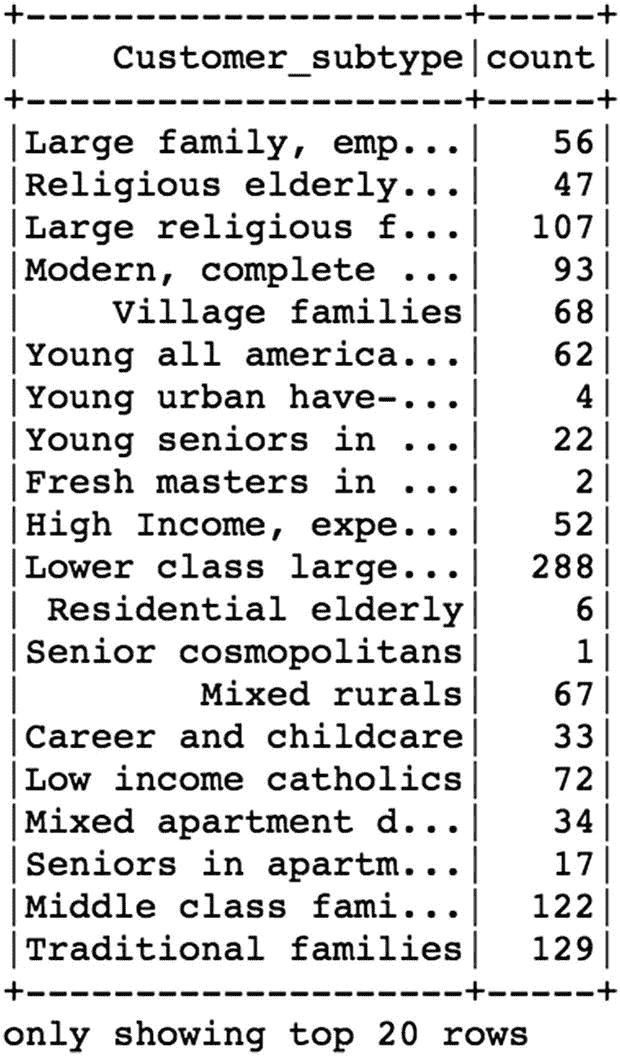 +--------------------+-----+
|    Customer_subtype|count|
+--------------------+-----+
|Large family, emp...|   56|
|Religious elderly...|   47|
|Large religious f...|  107|
|Modern, complete ...|   93|
|    Village families|   68|
|Young all america...|   62|
|Young urban have-...|    4|
|Young seniors in ...|   22|
|Fresh masters in ...|    2|
|High Income, expe...|   52|
|Lower class large...|  288|
| Residential elderly|    6|
|Senior cosmopolitans|    1|
|        Mixed rurals|   67|
|Career and childcare|   33|
|Low income catholics|   72|
|Mixed apartment d...|   34|
|Seniors in apartm...|   17|
|Middle class fami...|  122|
|Traditional families|  129|
+--------------------+-----+
only showing top 20 rows